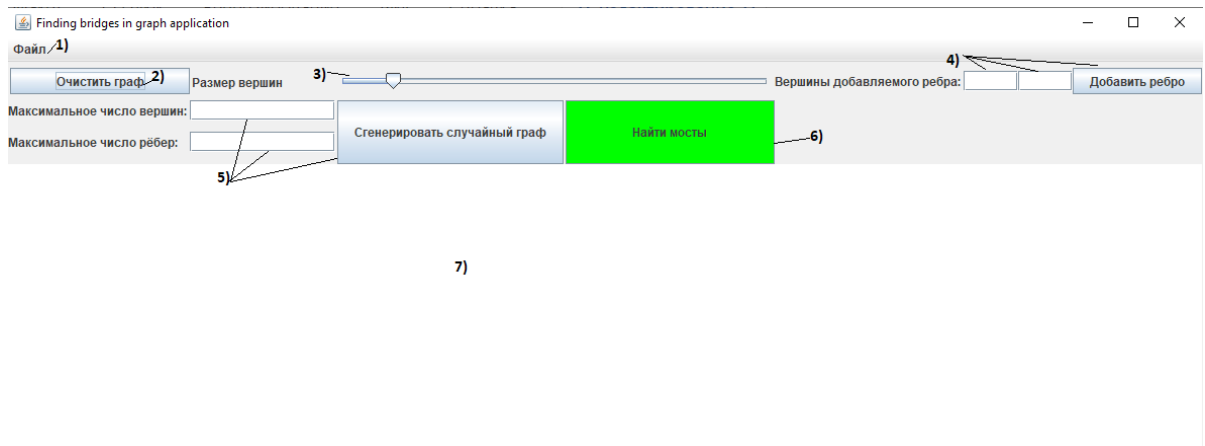 Finding bridges in graph application
Файл 1)
Очистить граф 2) Размер вершин 3) Вершины добавляемого ребра: 4) Добавить ребро
Максимальное число вершин:
Сгенерировать случайный граф Найти мосты 6)
Максимальное число рёбер:
5)
7)